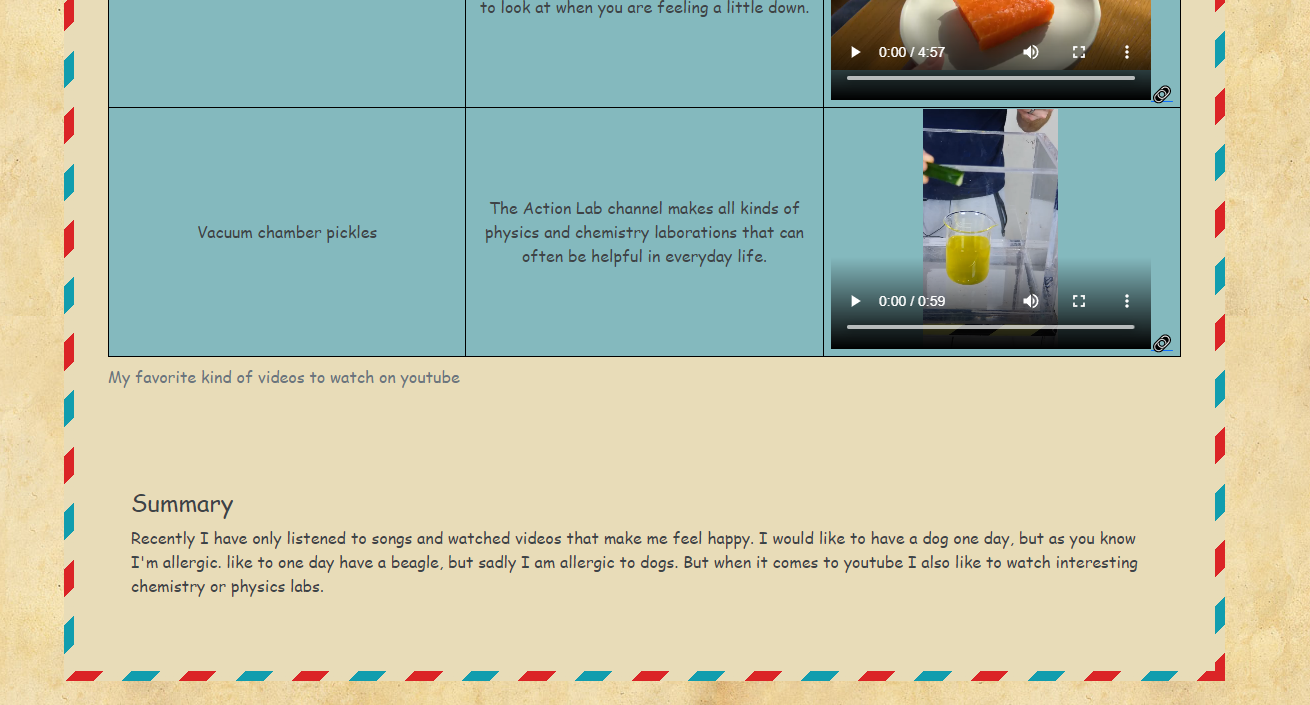 to look at when you are feeling a little down.
0:00 / 4:57
Vacuum chamber pickles
The Action Lab channel makes all kinds of
physics and chemistry laborations that can
often be helpful in everyday life.
0:00 / 0:59
My favorite kind of videos to watch on youtube
Summary
Recently I have only listened to songs and watched videos that make me feel happy. I would like to have a dog one day, but as you know
I'm allergic. like to one day have a beagle, but sadly I am allergic to dogs. But when it comes to youtube I also like to watch interesting
chemistry or physics labs.